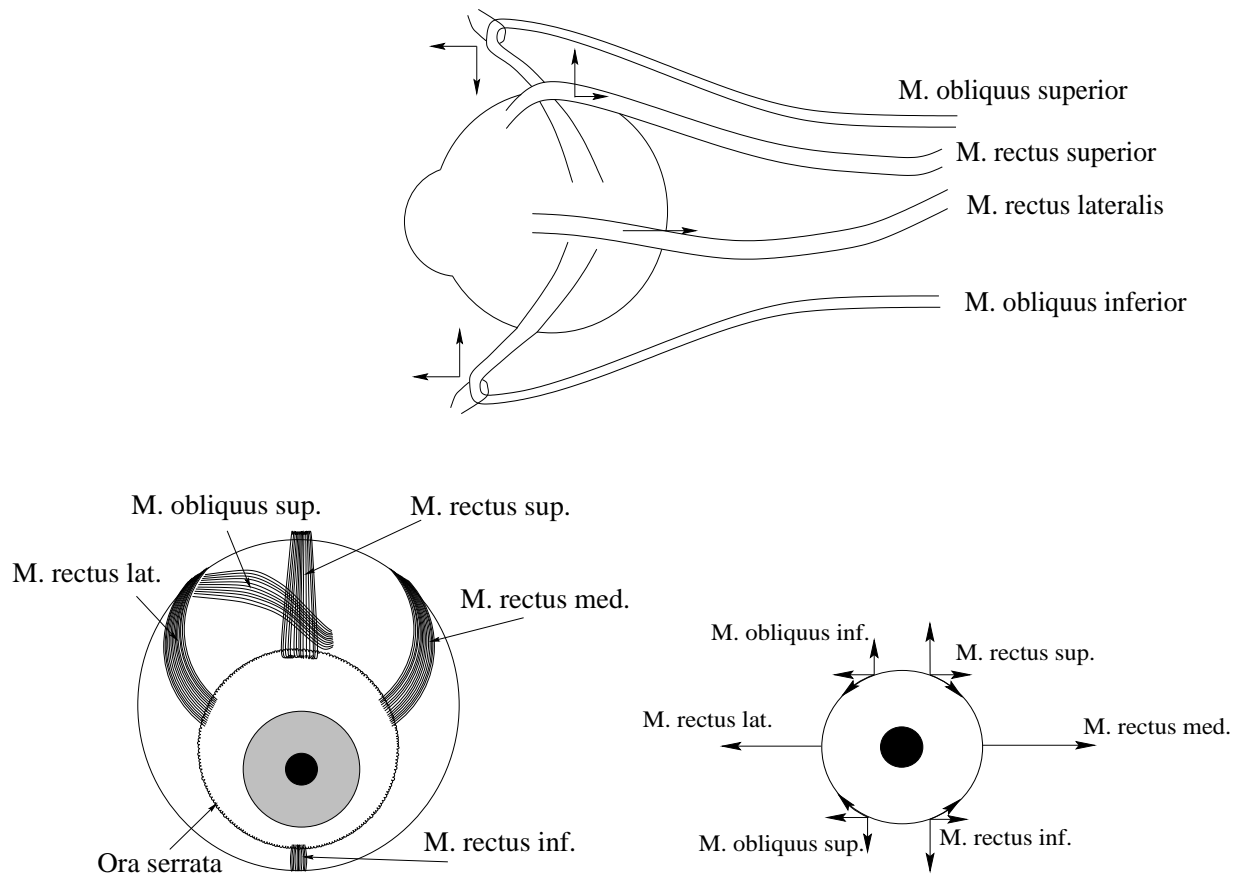 M. obliquus superior
M. rectus superior
M. rectus lateralis
M. obliquus inferior
M. obliquus sup.
M. rectus sup.
M. rectus lat.
M. rectus med.
M. rectus inf.
Ora serrata
M. obliquus inf.
M. rectus sup.
M. rectus lat.
M. rectus med.
M. obliquus sup.
M. rectus inf.